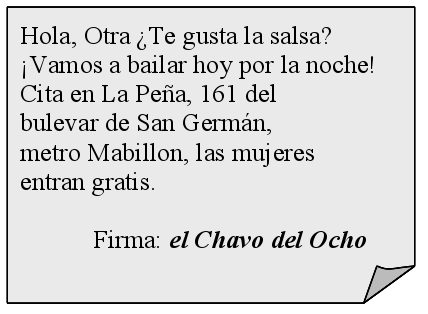 Hola, Otra ¿Te gusta la salsa?
¡Vamos a bailar hoy por la noche!
Cita en La Peña, 161 del
bulevar de San Germán,
metro Mabillon, las mujeres
entran gratis.
Firma: el Chavo del Ocho